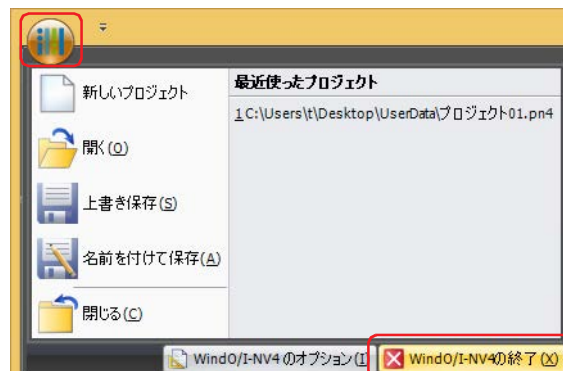 新しいプロジェクト
開く(O)
上書き保存(S)
名前を付けて保存(A)
閉じる(C)
最近使ったプロジェクト
1 C:\Users\t\Desktop\UserData\プロジェクト01.pn4
WindO/I-NV4 のオプション(I)
WindO/I-NV4の終了(X)